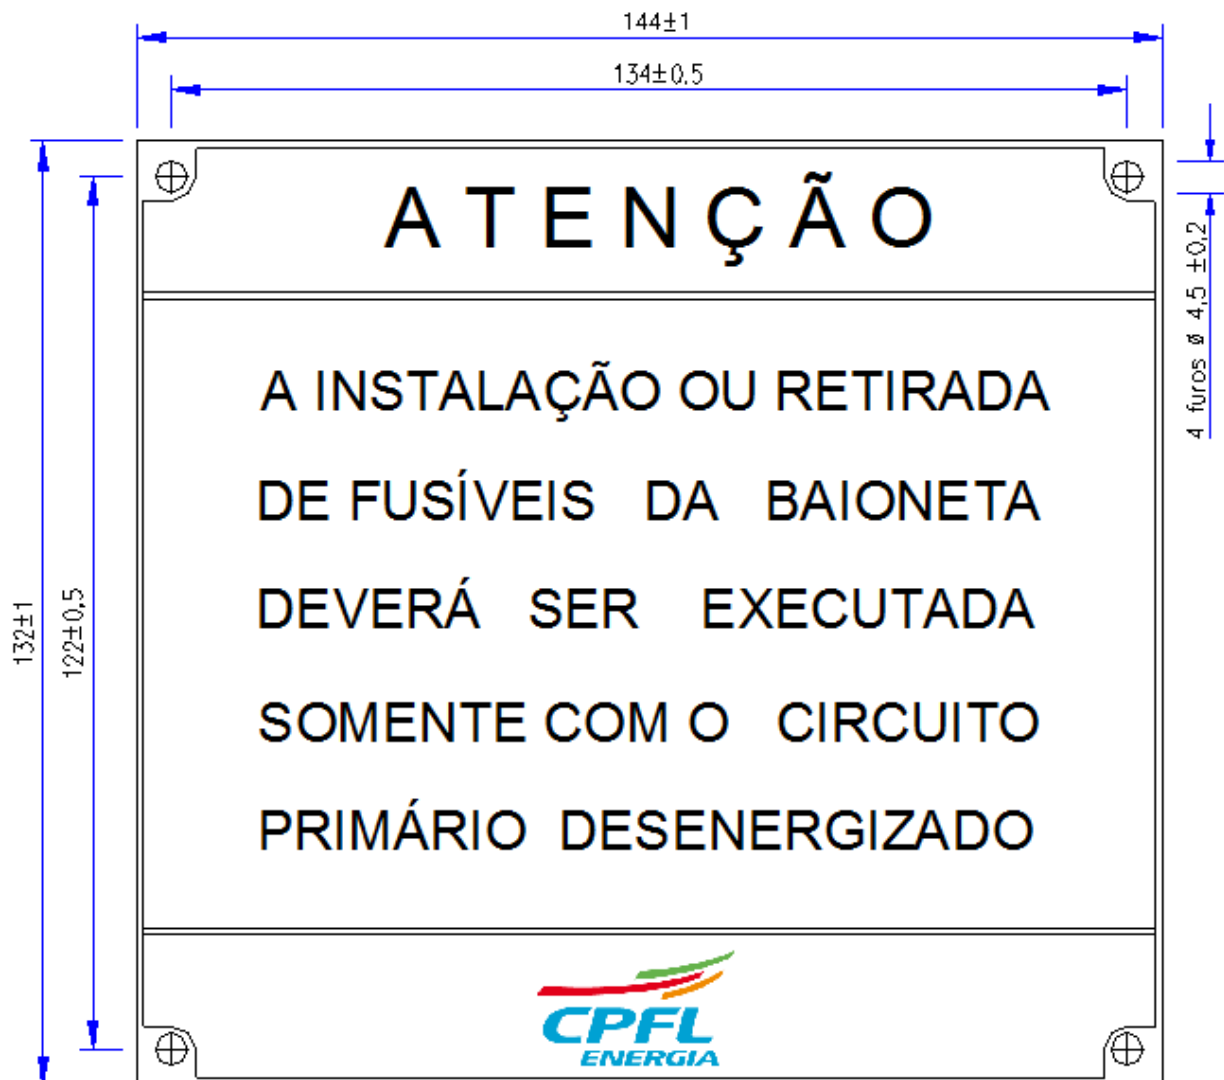 144±1
134±0.5
132±1
122±0.5
4 furos Ø 4.5 ±0.2
ATENÇÃO
A INSTALAÇÃO OU RETIRADA
DE FUSÍVEIS DA BAIONETA
DEVERÁ SER EXECUTADA
SOMENTE COM O CIRCUITO
PRIMÁRIO DESENERGIZADO
CPFL
ENERGIA